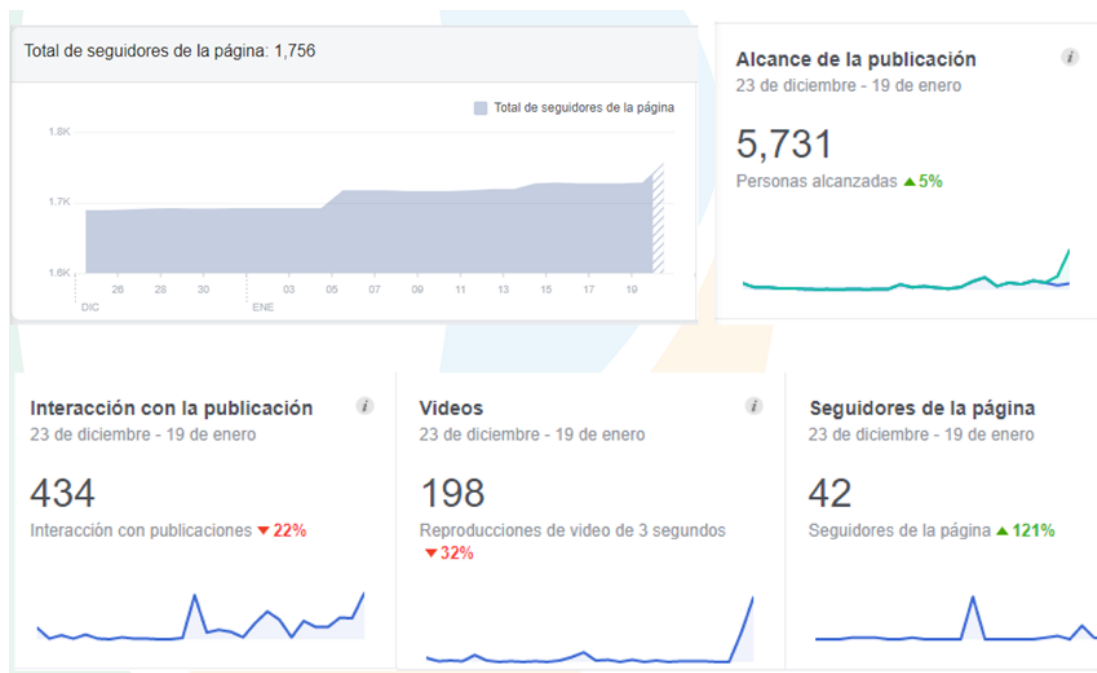 Total de seguidores de la página: 1,756
Total de seguidores de la página
1.8K
1.7K
1.6K
26 28 30 03 05 07 09 11 13 15 17 19
DIC ENE
Alcance de la publicación i
23 de diciembre - 19 de enero
5,731
Personas alcanzadas ▲ 5%
Interacción con la publicación i
23 de diciembre - 19 de enero
434
Interacción con publicaciones ▼ 22%
Videos i
23 de diciembre - 19 de enero
198
Reproducciones de video de 3 segundos
▼ 32%
Seguidores de la página
23 de diciembre - 19 de enero
42
Seguidores de la página ▲ 121%